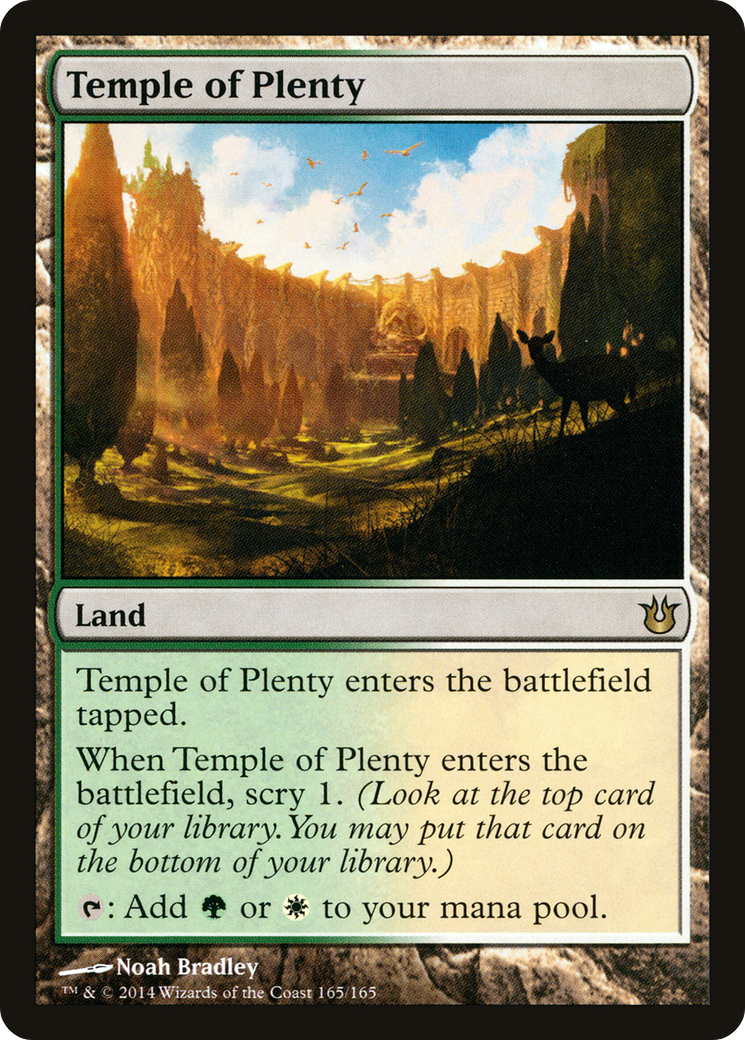 Temple of Plenty
Land
Temple of Plenty enters the battlefield
tapped.
When Temple of Plenty enters the
battlefield, scry 1. (Look at the top card
of your library. You may put that card on
the bottom of your library.)
: Add or to your mana pool.
Noah Bradley
™ & © 2014 Wizards of the Coast 165/165